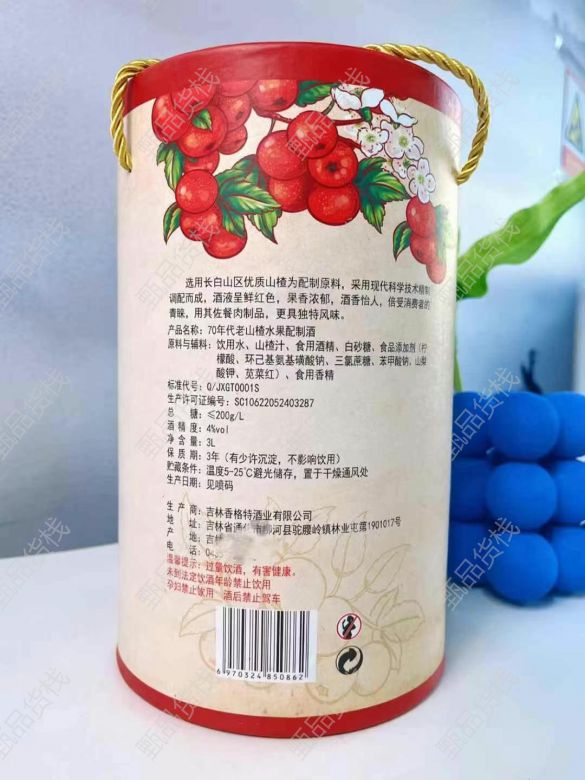 选用长白山区优质山楂为配制原料，采用现代科学技术精制
调配而成，酒液呈鲜红色，果香浓郁，酒香怡人，倍受消费者的
青睐，用其佐餐肉制品，更具独特风味。
产品名称：70年代老山楂水果配制酒
原料与辅料：饮用水、山楂汁、食用酒精、白砂糖、食品添加剂（柠
檬酸、环己基氨基磺酸钠、三氯蔗糖、苯甲酸钠、山梨
酸钾、苋菜红）、食用香精
标准代号：Q/JXGT0001S
生产许可证编号：SC10622052403287
总 糖：≤200g/L
酒 精 度：4%vol
净 含 量：3L
保 质 期：3年（有少许沉淀，不影响饮用）
贮藏条件：温度5-25℃避光储存，置于干燥通风处
生产日期：见喷码
生 产 商：吉林香格特酒业有限公司
地 址：吉林省通 柳河县驼腰岭镇林业屯第1901017号
产 地：吉林
电 话：04
温馨提示：过量饮酒，有害健康。
未到法定饮酒年龄禁止饮用
孕妇禁止饮用 酒后禁止驾车
6970324850862
甄品货栈